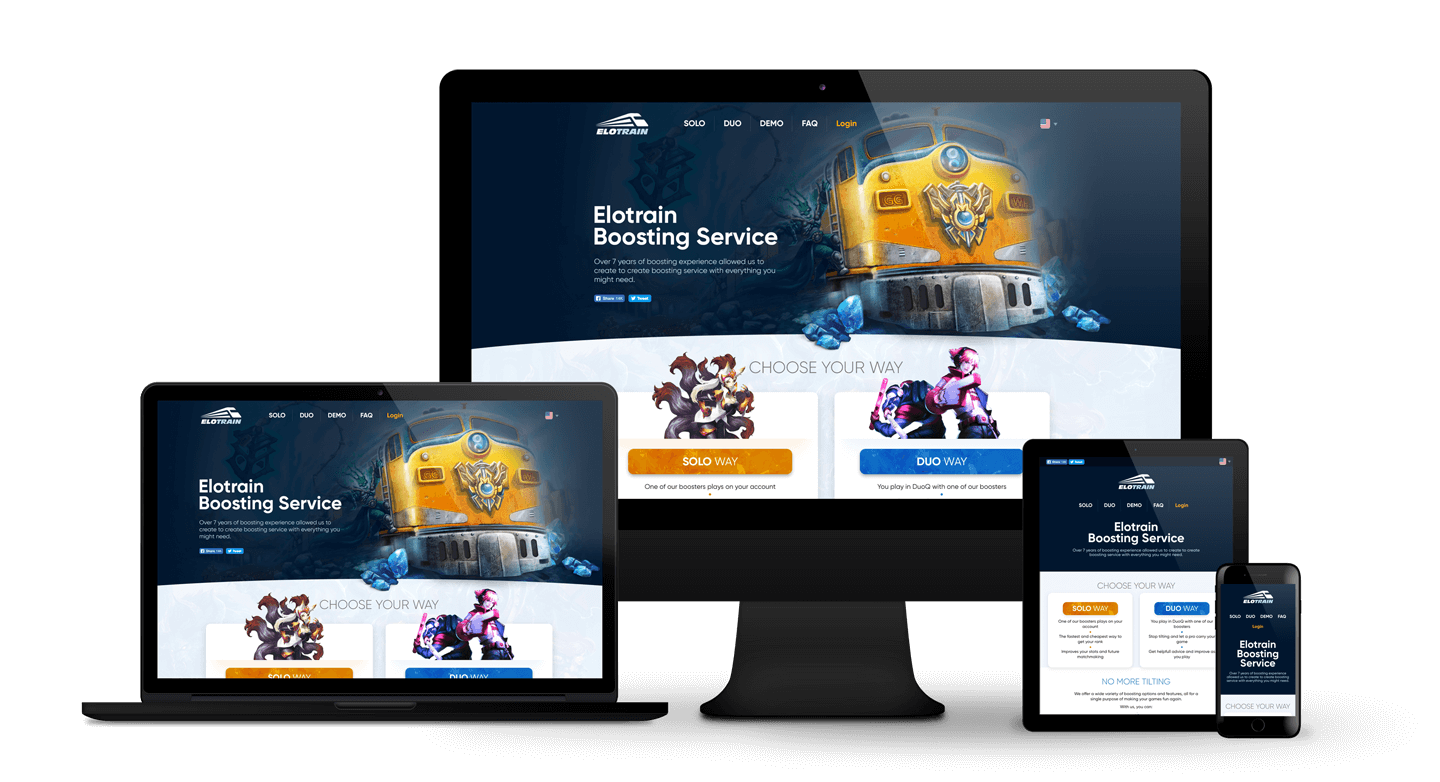 ELOTRAIN
SOLO DUO DEMO FAQ Login
Elotrain
Boosting Service
Over 7 years of boosting experience allowed us to
create to create boosting service with everything you
might need.
Share 14K Tweet
CHOOSE YOUR WAY
SOLO WAY
DUO WAY
One of our boosters plays on your account
You play in DuoQ with one of our boosters
ELOTRAIN
SOLO DUO DEMO FAQ Login
Elotrain
Boosting Service
Over 7 years of boosting experience allowed us to
create to create boosting service with everything you
might need.
Share 14K Tweet
CHOOSE YOUR WAY
SOLO WAY
DUO WAY
Share 14K Tweet
ELOTRAIN
SOLO DUO DEMO FAQ Login
Elotrain
Boosting Service
Over 7 years of boosting experience allowed us to create to create
boosting service with everything you might need.
CHOOSE YOUR WAY
SOLO WAY
One of our boosters plays on your
account
The fastest and cheapest way to
get your rank
Improves your stats and future
matchmaking
DUO WAY
You play in DuoQ with one of our
boosters
Stop tilting and let a pro carry your
game
Get helpfull advice and improve
you play
NO MORE TILTING
We offer a wide variety of boosting options and features, all for a
single purpose of making your games fun again.
With us, you can:
ELOTRAIN
SOLO DUO DEMO FAQ
Login
Elotrain
Boosting
Service
Over 7 years of boosting experience
allowed us to create to create boosting
service with everything you might need.
CHOOSE YOUR WAY